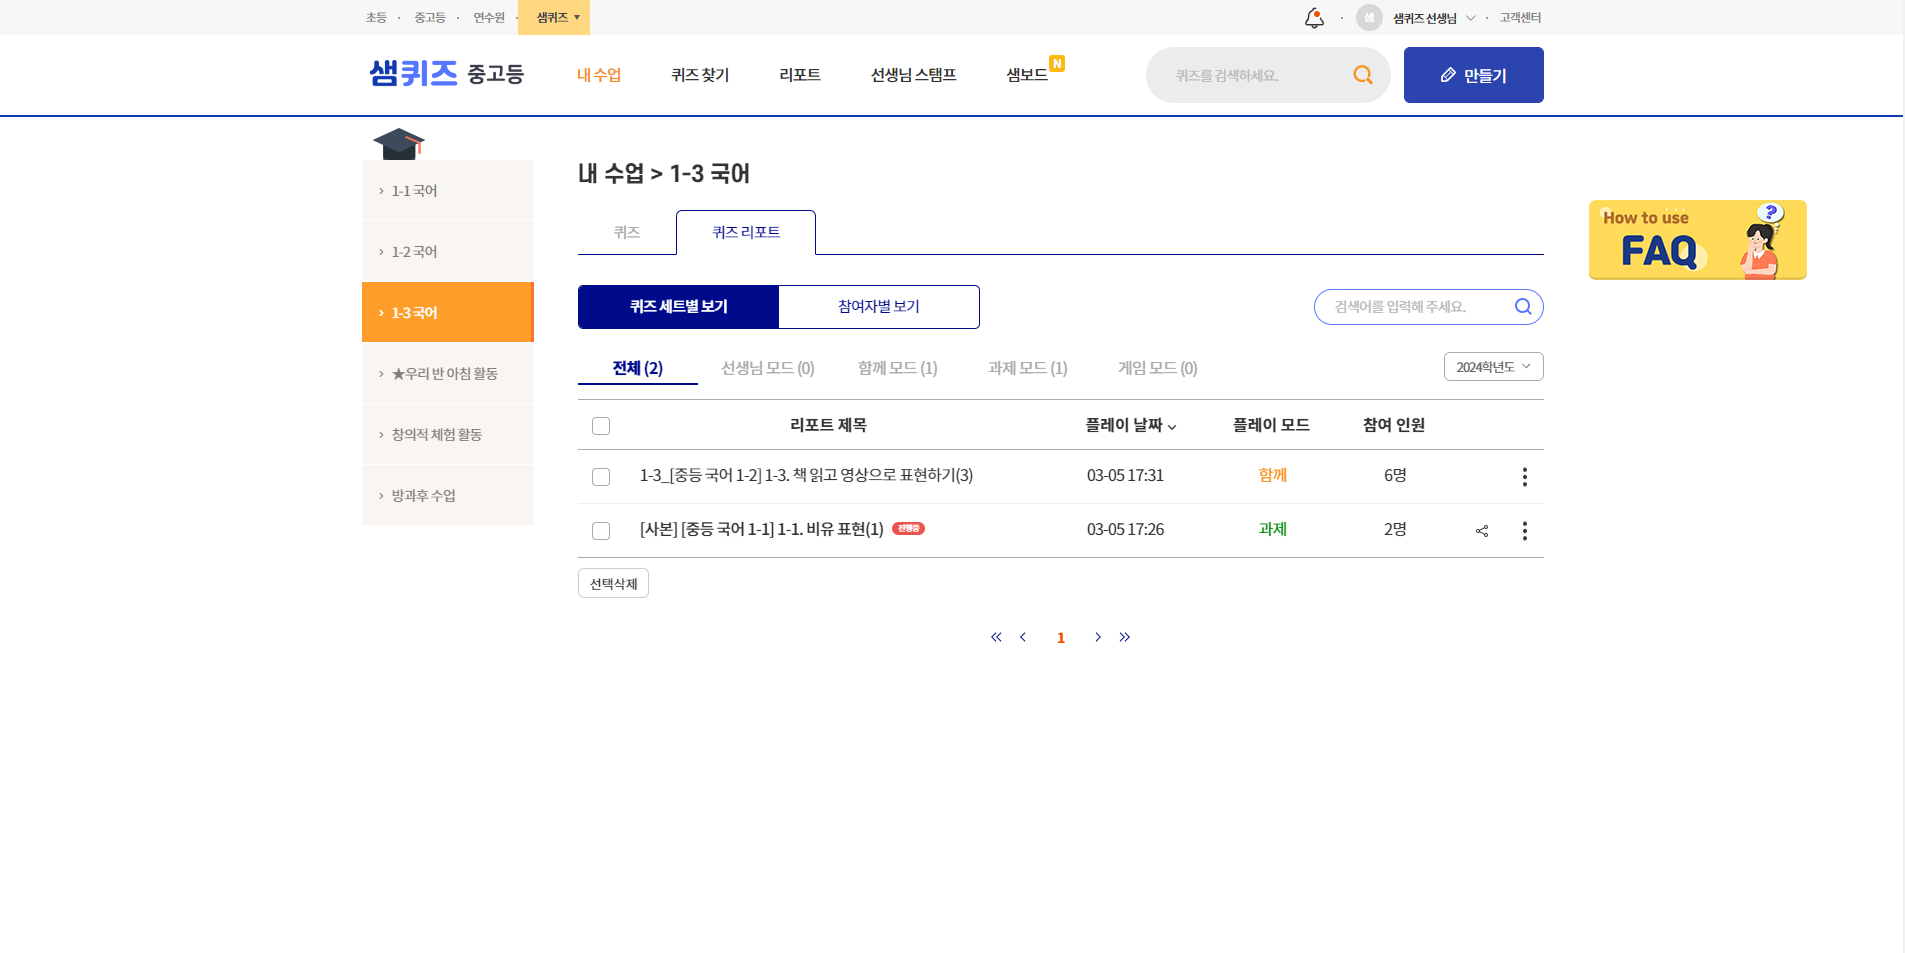 초등 · 중고등 · 연수원 · 샘퀴즈 ▼
· 샘 샘퀴즈 선생님 · 고객센터
샘퀴즈 중고등
내 수업 퀴즈 찾기 리포트 선생님 스탬프 샘보드 N
퀴즈를 검색하세요.
만들기
› 1-1 국어
› 1-2 국어
› 1-3 국어
› ★우리 반 아침 활동
› 창의적 체험 활동
› 방과후 수업
내 수업 > 1-3 국어
퀴즈 퀴즈 리포트
퀴즈 세트별 보기 참여자별 보기
검색어를 입력해 주세요.
전체 (2) 선생님 모드 (0) 함께 모드 (1) 과제 모드 (1) 게임 모드 (0)
2024학년도
리포트 제목 플레이 날짜 플레이 모드 참여 인원
1-3_[중등 국어 1-2] 1-3. 책 읽고 영상으로 표현하기(3) 03-05 17:31 함께 6명
[사본] [중등 국어 1-1] 1-1. 비유 표현(1) 진행중 03-05 17:26 과제 2명
선택삭제
« ‹ 1 › »
How to use
FAQ
?